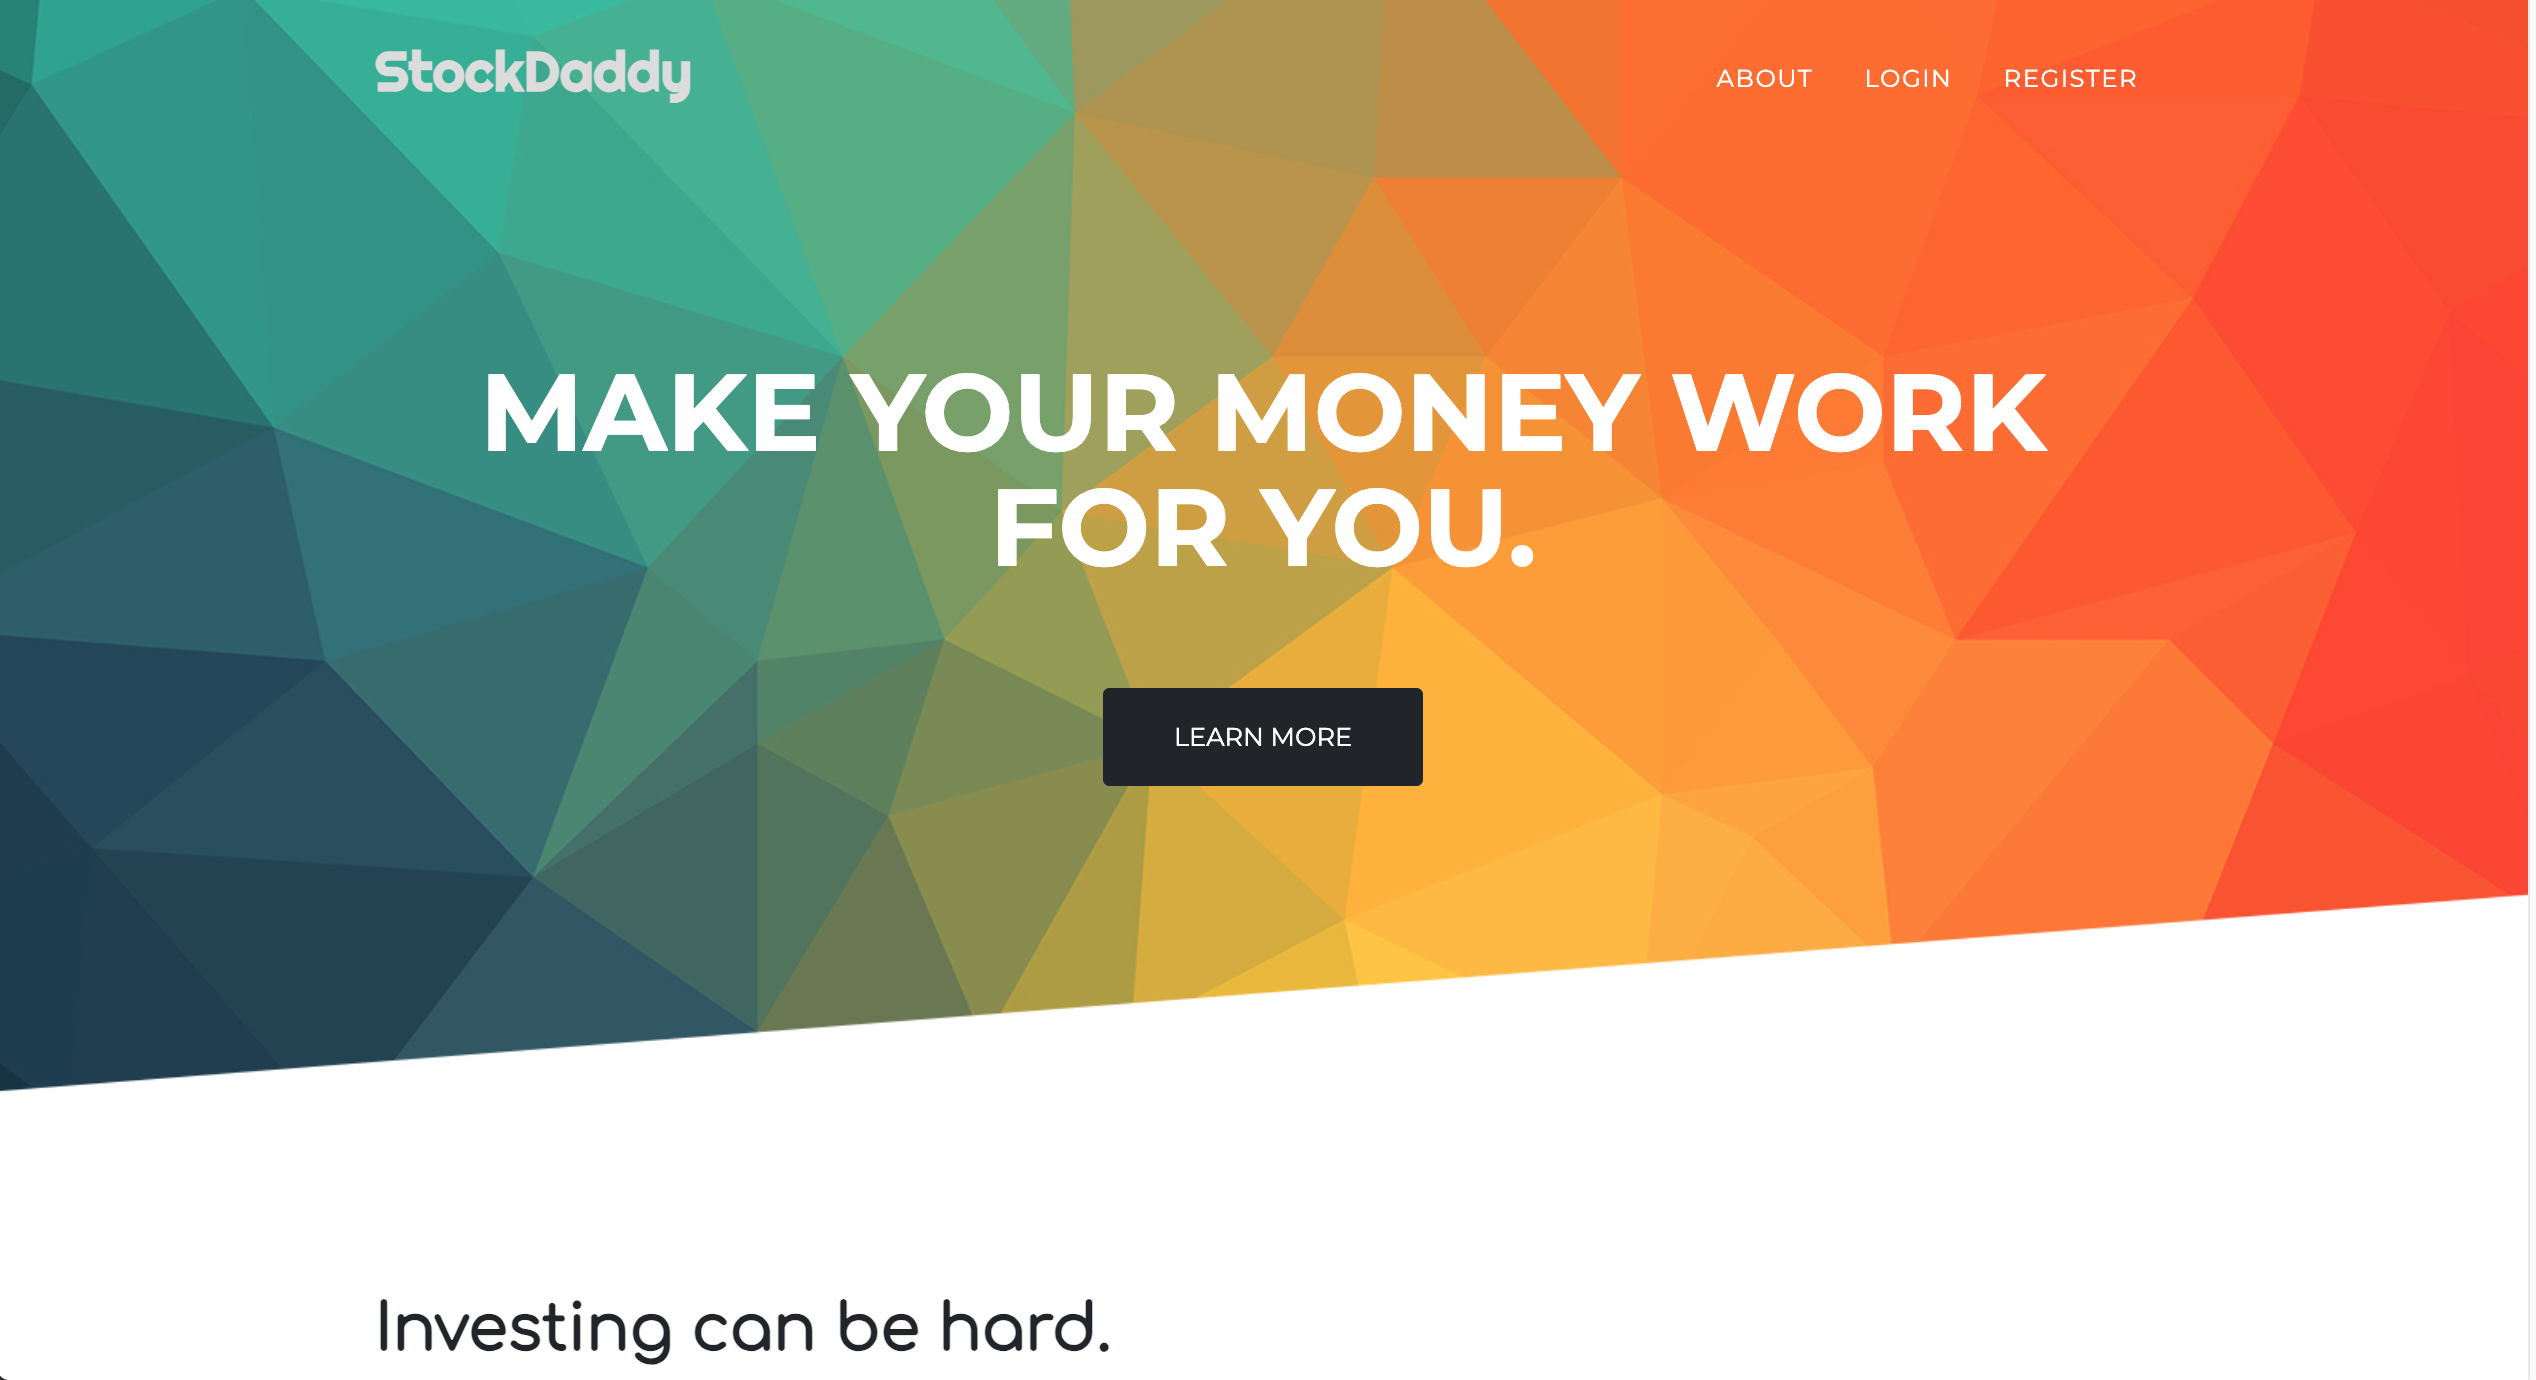 StockDaddy
ABOUT LOGIN REGISTER
MAKE YOUR MONEY WORK
FOR YOU.
LEARN MORE
Investing can be hard.